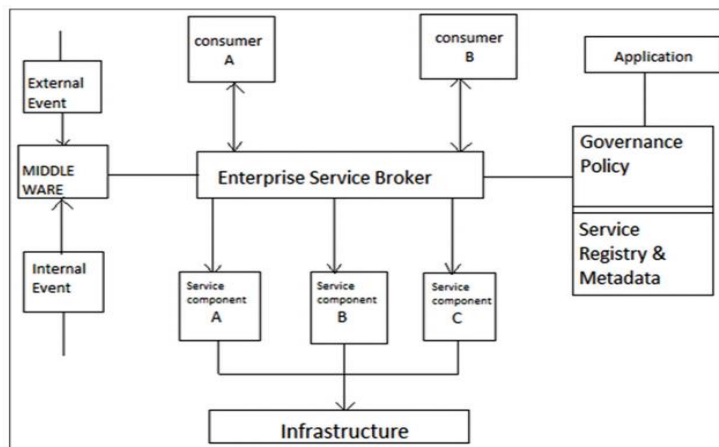 consumer
A
consumer
B
Application
External
Event
MIDDLE
WARE
Enterprise Service Broker
Governance
Policy
Service
Registry &
Metadata
Internal
Event
Service
component
A
Service
component
B
Service
component
C
Infrastructure